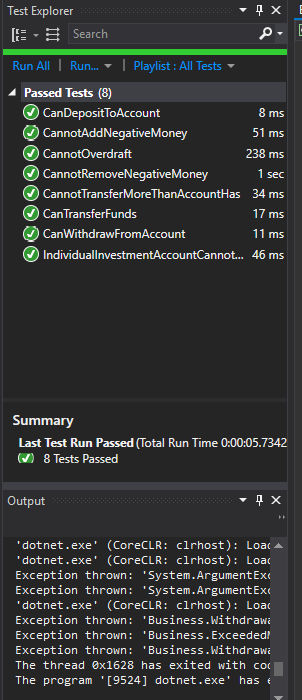 Test Explorer
Search
Run All | Run... Playlist : All Tests
Passed Tests (8)
CanDepositToAccount 8 ms
CannotAddNegativeMoney 51 ms
CannotOverdraft 238 ms
CannotRemoveNegativeMoney 1 sec
CannotTransferMoreThanAccountHas 34 ms
CanTransferFunds 17 ms
CanWithdrawFromAccount 11 ms
IndividualInvestmentAccountCannot... 46 ms
Summary
Last Test Run Passed (Total Run Time 0:00:05.7342
8 Tests Passed
Output
'dotnet.exe' (CoreCLR: clrhost): Load
'dotnet.exe' (CoreCLR: clrhost): Load
Exception thrown: 'System.ArgumentExc
Exception thrown: 'System.ArgumentExc
'dotnet.exe' (CoreCLR: clrhost): Load
Exception thrown: 'Business.Withdrawa
Exception thrown: 'Business.ExceededM
Exception thrown: 'Business.Withdrawa
The thread 0x1628 has exited with cod
The program '[9524] dotnet.exe' has e